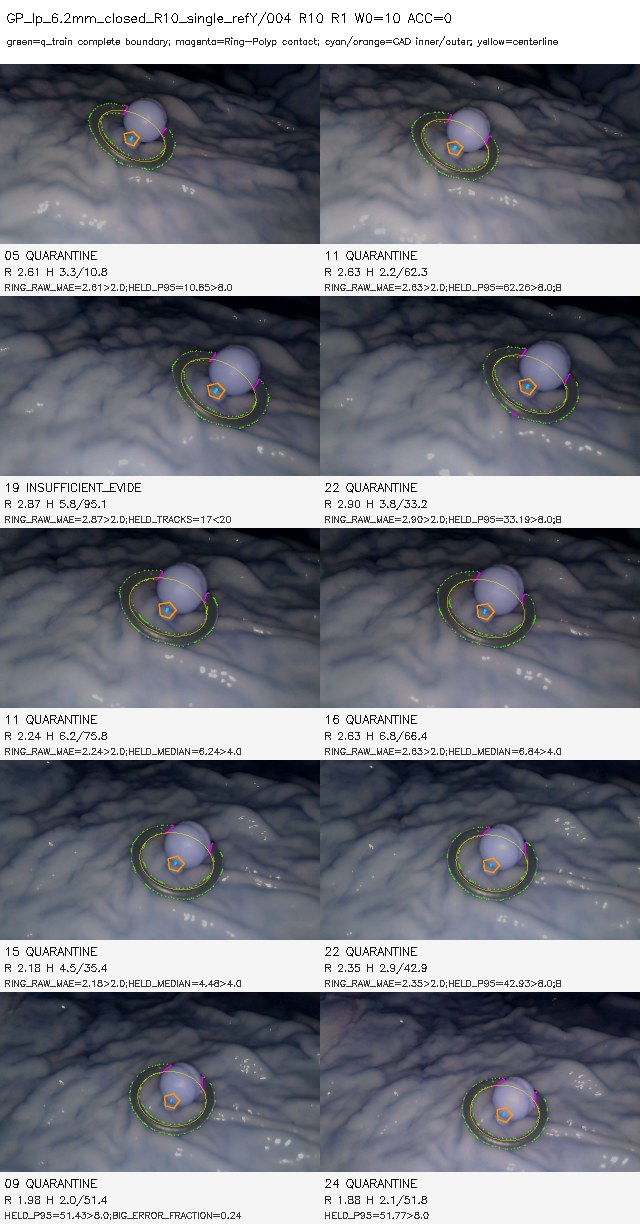 GP_lp_6.2mm_closed_R10_single_refY/004 R10 R1 W0=10 ACC=0
green=q_train complete boundary; magenta=Ring-Polyp contact; cyan/orange=CAD inner/outer; yellow=centerline
05 QUARANTINE
R 2.61 H 3.3/10.8
RING_RAW_MAE=2.61>2.0;HELD_P95=10.85>8.0
11 QUARANTINE
R 2.63 H 2.2/62.3
RING_RAW_MAE=2.63>2.0;HELD_P95=62.26>8.0;B
19 INSUFFICIENT_EVIDE
R 2.87 H 5.8/95.1
RING_RAW_MAE=2.87>2.0;HELD_TRACKS=17<20
22 QUARANTINE
R 2.90 H 3.8/33.2
RING_RAW_MAE=2.90>2.0;HELD_P95=33.19>8.0;B
11 QUARANTINE
R 2.24 H 6.2/75.8
RING_RAW_MAE=2.24>2.0;HELD_MEDIAN=6.24>4.0
16 QUARANTINE
R 2.63 H 6.8/66.4
RING_RAW_MAE=2.63>2.0;HELD_MEDIAN=6.84>4.0
15 QUARANTINE
R 2.18 H 4.5/35.4
RING_RAW_MAE=2.18>2.0;HELD_MEDIAN=4.48>4.0
22 QUARANTINE
R 2.35 H 2.9/42.9
RING_RAW_MAE=2.35>2.0;HELD_P95=42.93>8.0;B
09 QUARANTINE
R 1.98 H 2.0/51.4
HELD_P95=51.43>8.0;BIG_ERROR_FRACTION=0.24
24 QUARANTINE
R 1.88 H 2.1/51.8
HELD_P95=51.77>8.0